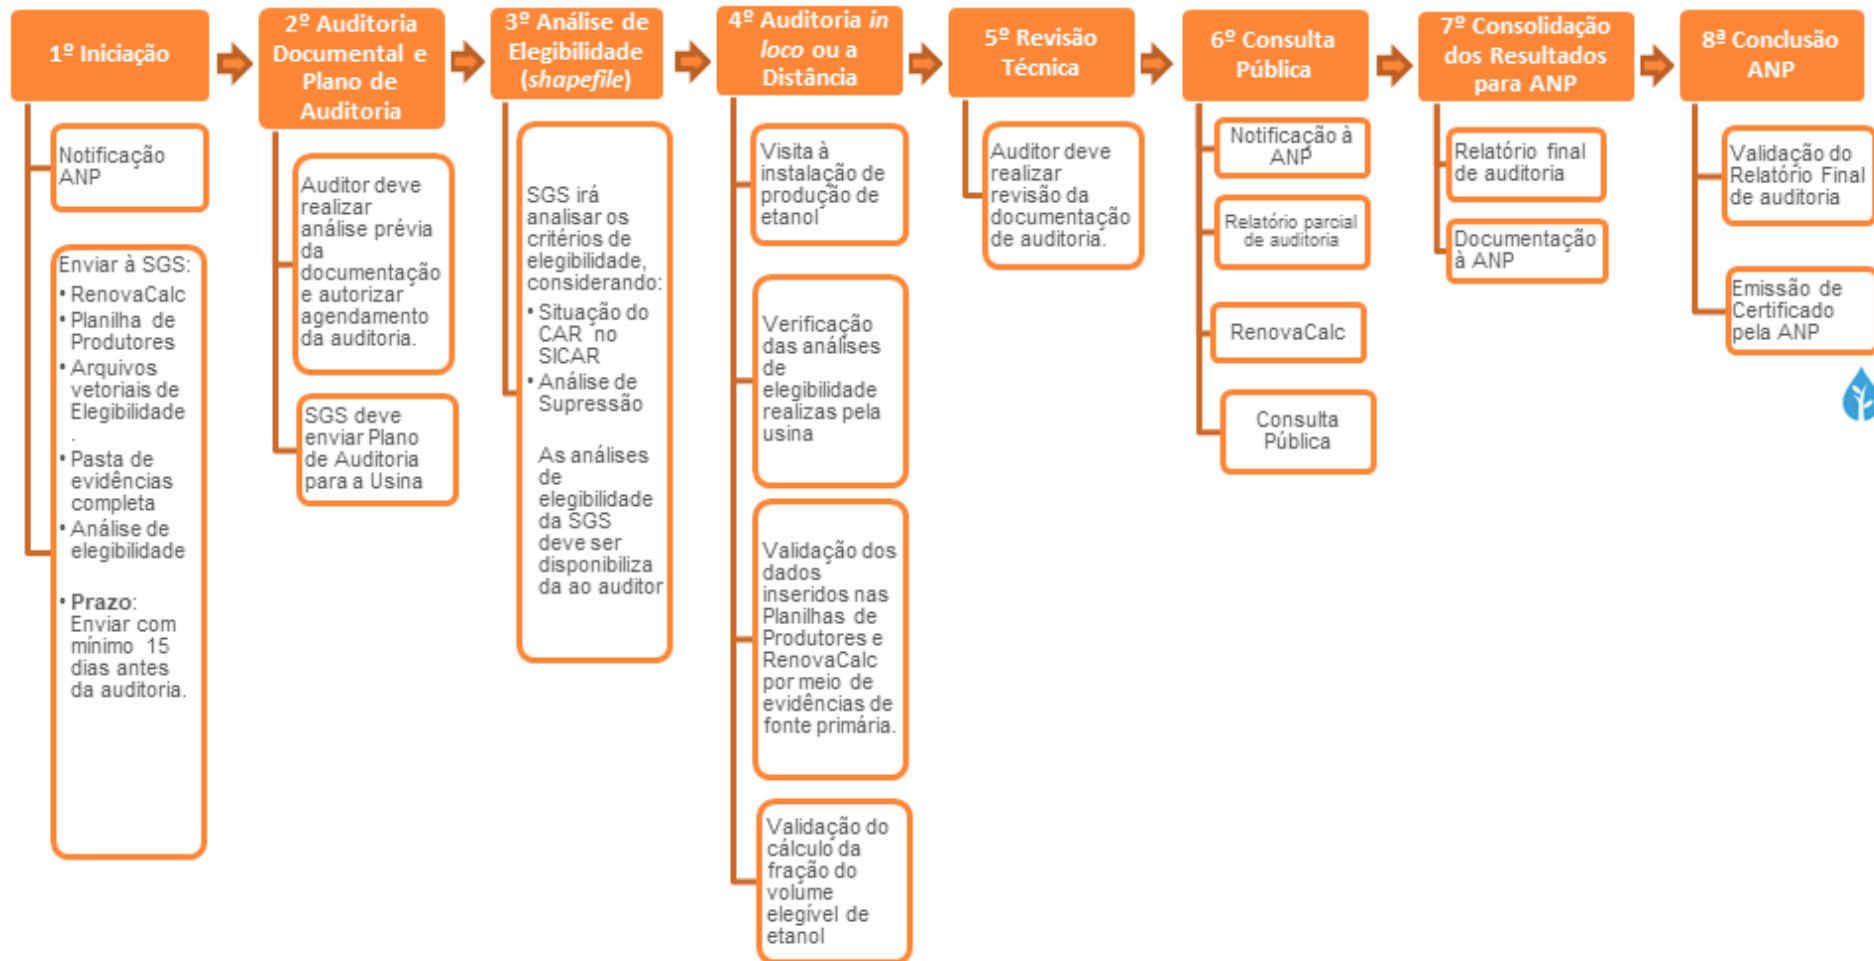 1º Iniciação
Notificação
ANP
Enviar à SGS:
• RenovaCalc
• Planilha de
Produtores
• Arquivos
vetoriais de
Elegibilidade
.
• Pasta de
evidências
completa
• Análise de
elegibilidade
• Prazo:
Enviar com
mínimo 15
dias antes
da auditoria.
2º Auditoria
Documental e
Plano de
Auditoria
Auditor deve
realizar
análise prévia
da
documentação
e autorizar
agendamento
da auditoria.
SGS deve
enviar Plano
de Auditoria
para a Usina
3º Análise de
Elegibilidade
(shapefile)
SGS irá
analisar os
critérios de
elegibilidade,
considerando:
• Situação do
CAR no
SICAR
• Análise de
Supressão
As análises
de
elegibilidade
da SGS
deve ser
disponibiliza
da ao auditor
4º Auditoria in
loco ou a
Distância
Visita à
instalação de
produção de
etanol
Verificação
das análises
de
elegibilidade
realizas pela
usina
Validação dos
dados
inseridos nas
Planilhas de
Produtores e
RenovaCalc
por meio de
evidências de
fonte primária.
Validação do
cálculo da
fração do
volume
elegível de
etanol
5º Revisão
Técnica
Auditor deve
realizar
revisão da
documentação
de auditoria.
6º Consulta
Pública
Notificação à
ANP
Relatório parcial
de auditoria
RenovaCalc
Consulta
Pública
7º Consolidação
dos Resultados
para ANP
Relatório final
de auditoria
Documentação
à ANP
8ª Conclusão
ANP
Validação do
Relatório Final
de auditoria
Emissão de
Certificado
pela ANP